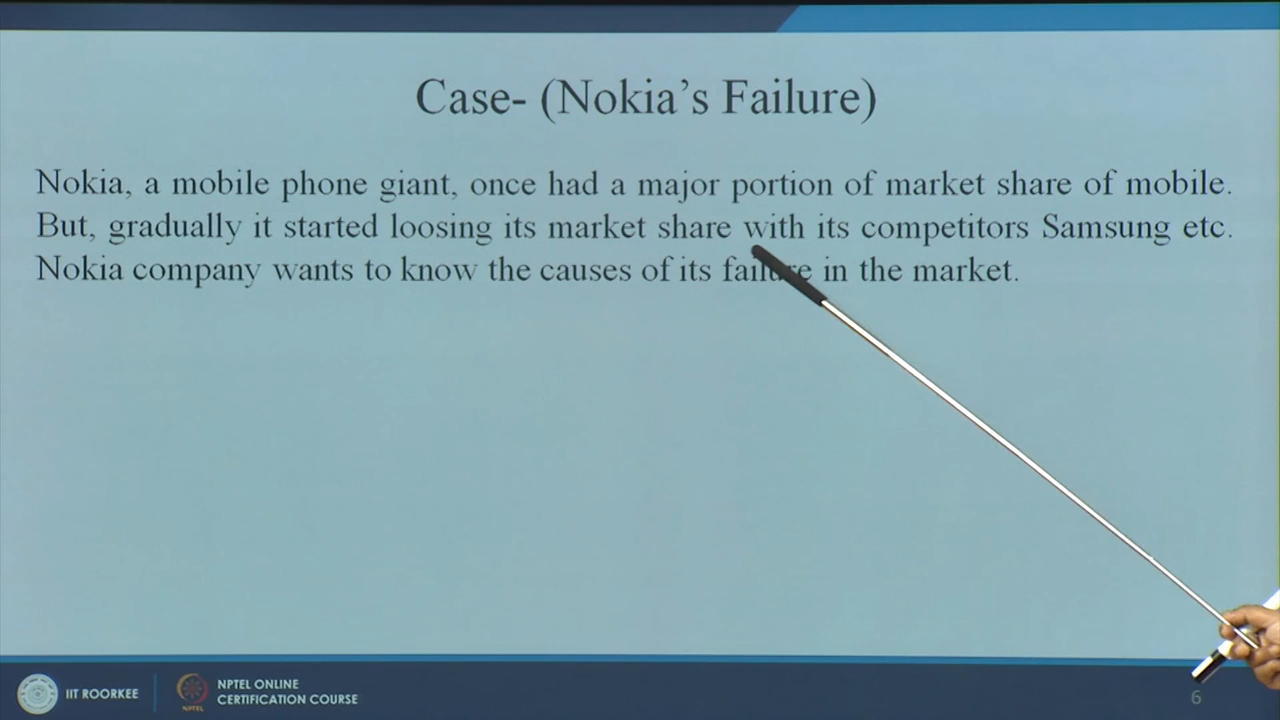 Case- (Nokia's Failure)
Nokia, a mobile phone giant, once had a major portion of market share of mobile.
But, gradually it started loosing its market share with its competitors Samsung etc.
Nokia company wants to know the causes of its failure in the market.
IIT ROORKEE
NPTEL
NPTEL ONLINE
CERTIFICATION COURSE
6